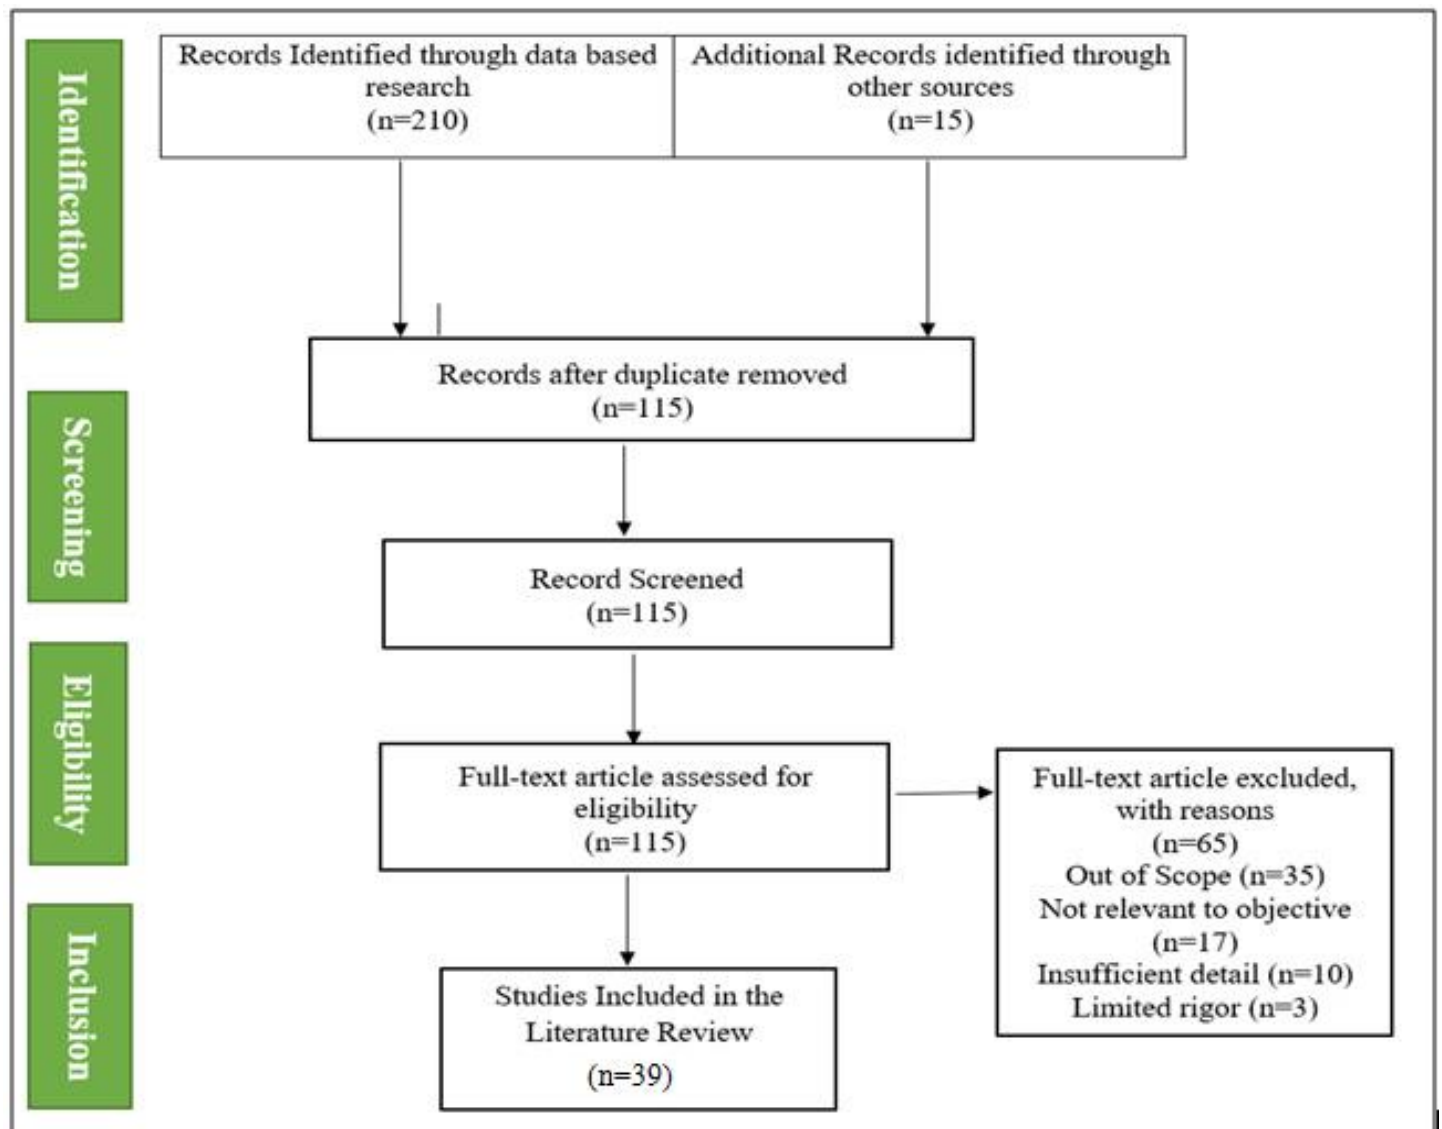 Identification
Records Identified through data based
research
(n=210)
Additional Records identified through
other sources
(n=15)
Records after duplicate removed
(n=115)
Screening
Record Screened
(n=115)
Eligibility
Full-text article assessed for
eligibility
(n=115)
Full-text article excluded,
with reasons
(n=65)
Out of Scope (n=35)
Not relevant to objective
(n=17)
Insufficient detail (n=10)
Limited rigor (n=3)
Inclusion
Studies Included in the
Literature Review
(n=39)